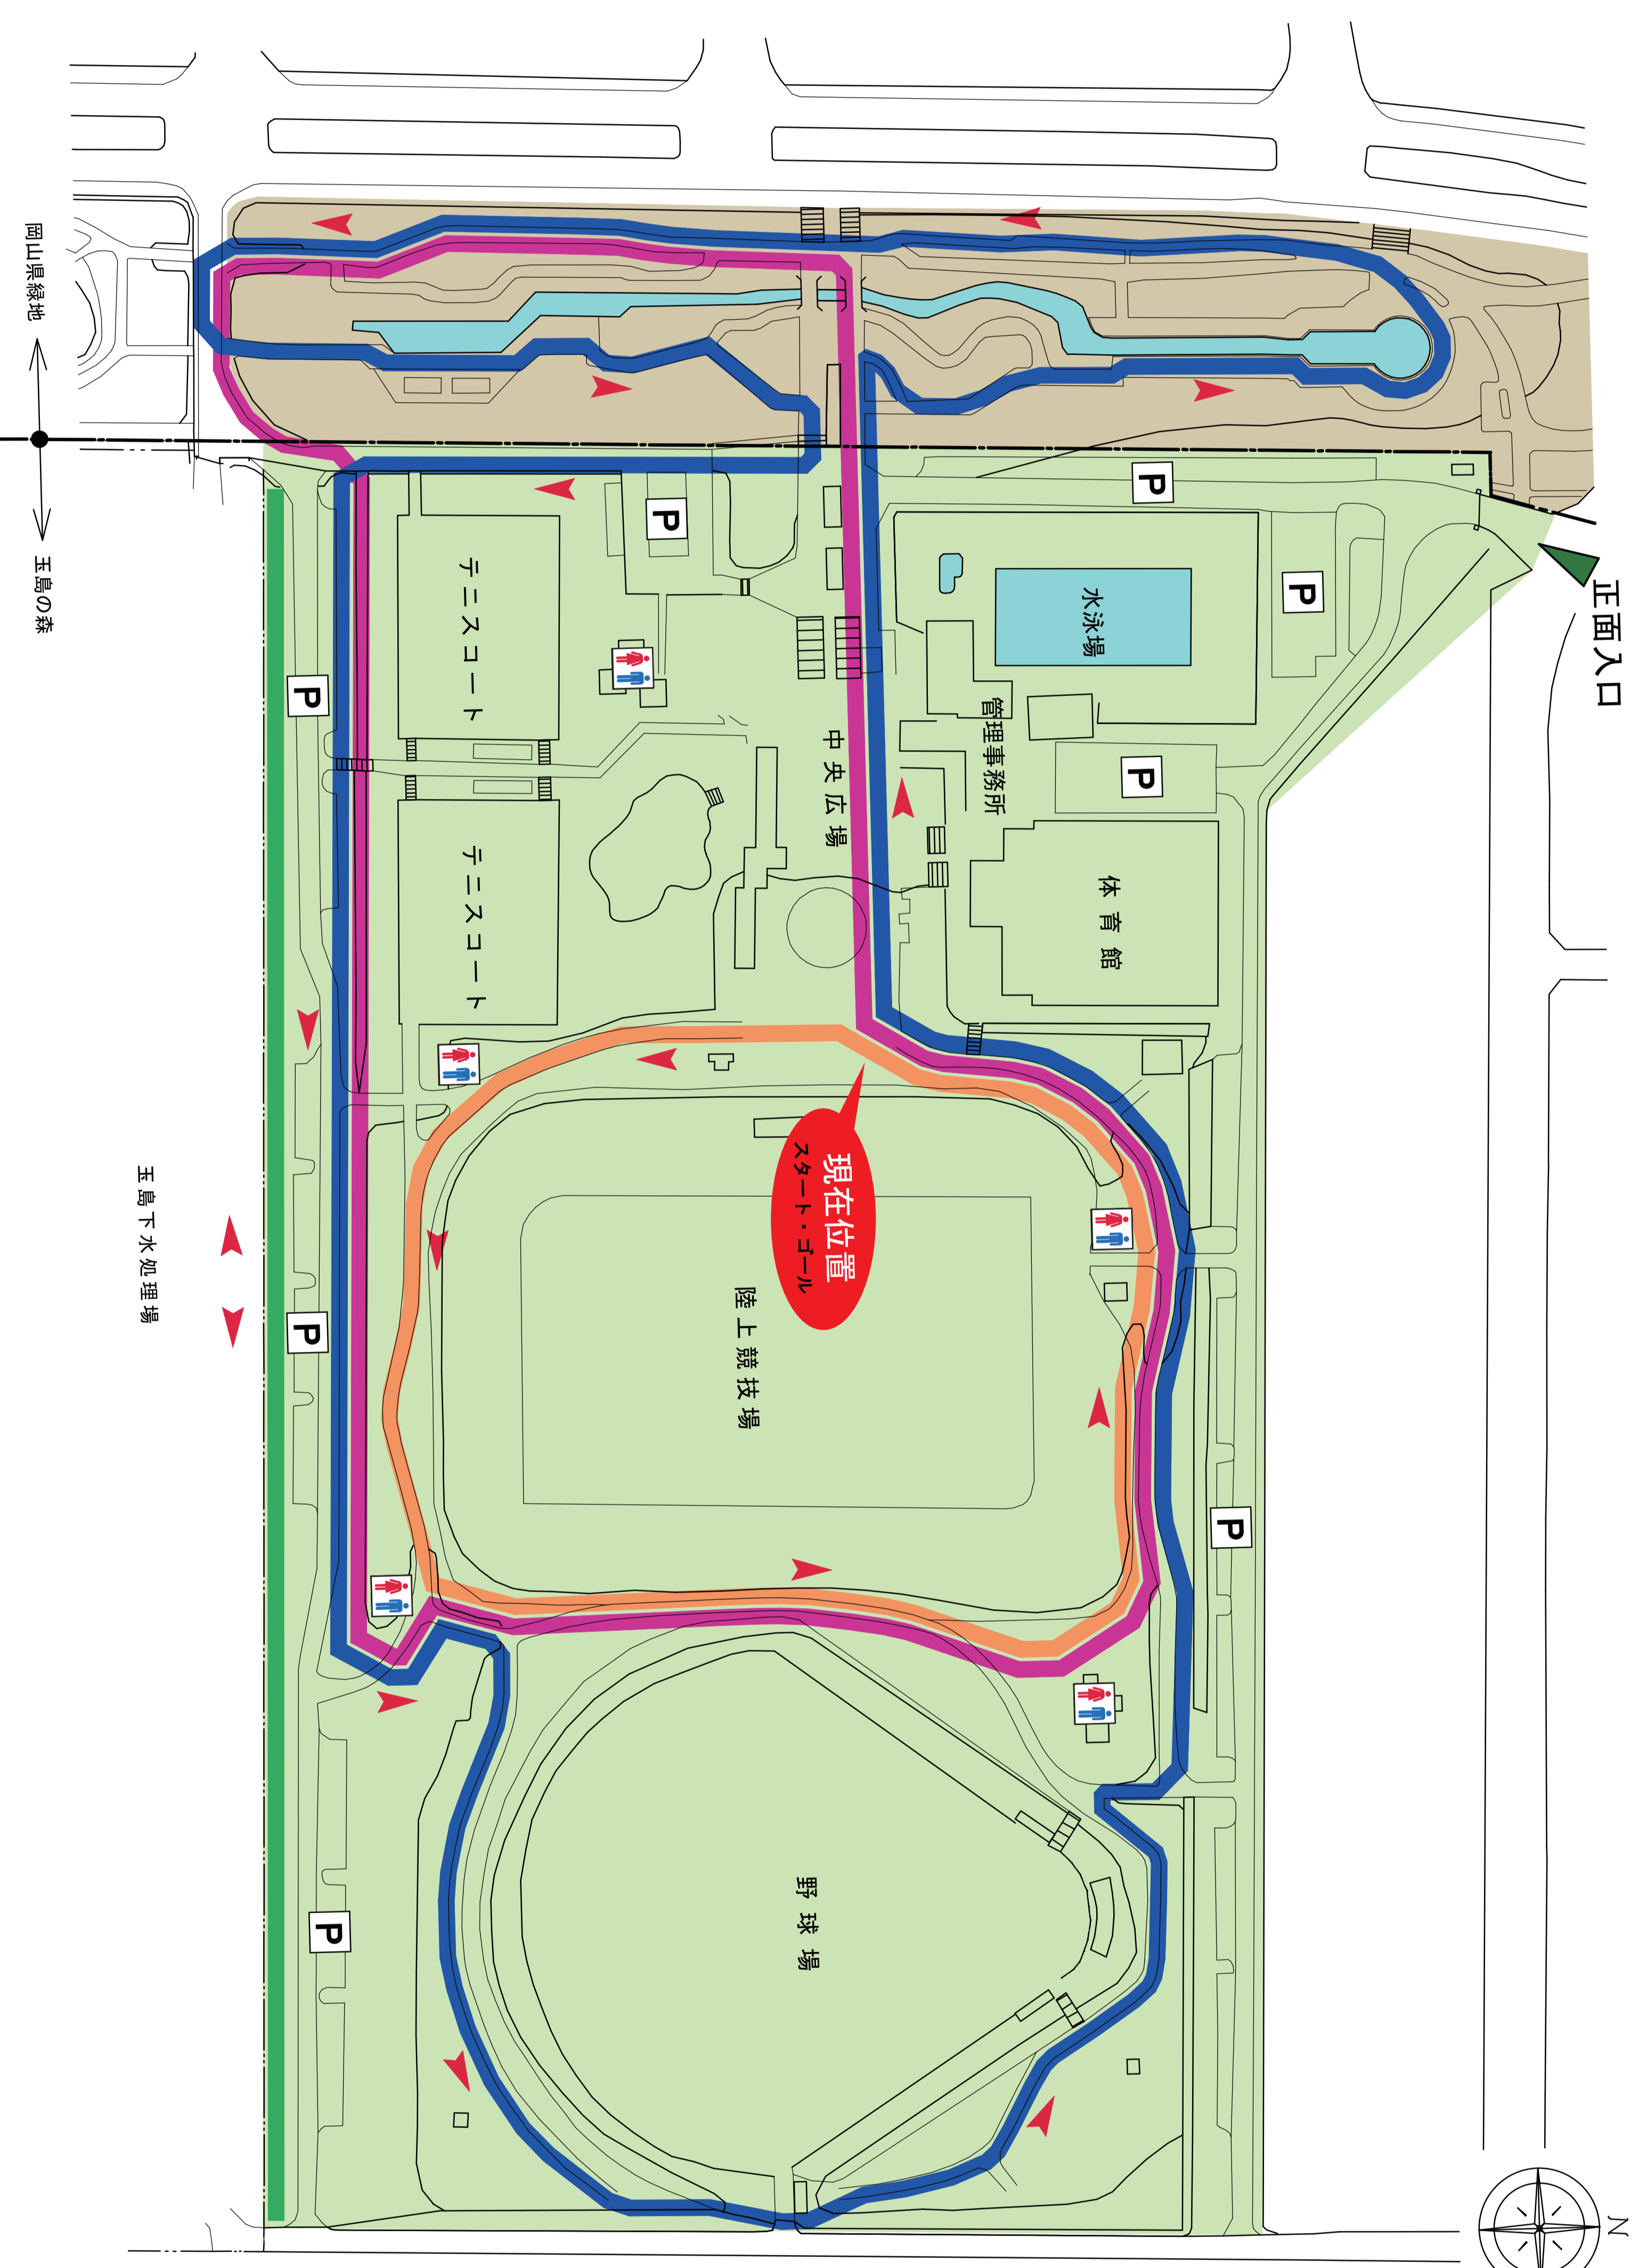 正面入口
N
P
P
P
P
P
P
P
P
水泳場
管理事務所
体育館
中央広場
テニスコート
テニスコート
現在位置
スタート・ゴール
陸上競技場
野球場
岡山県緑地
玉島の森
玉島下水処理場